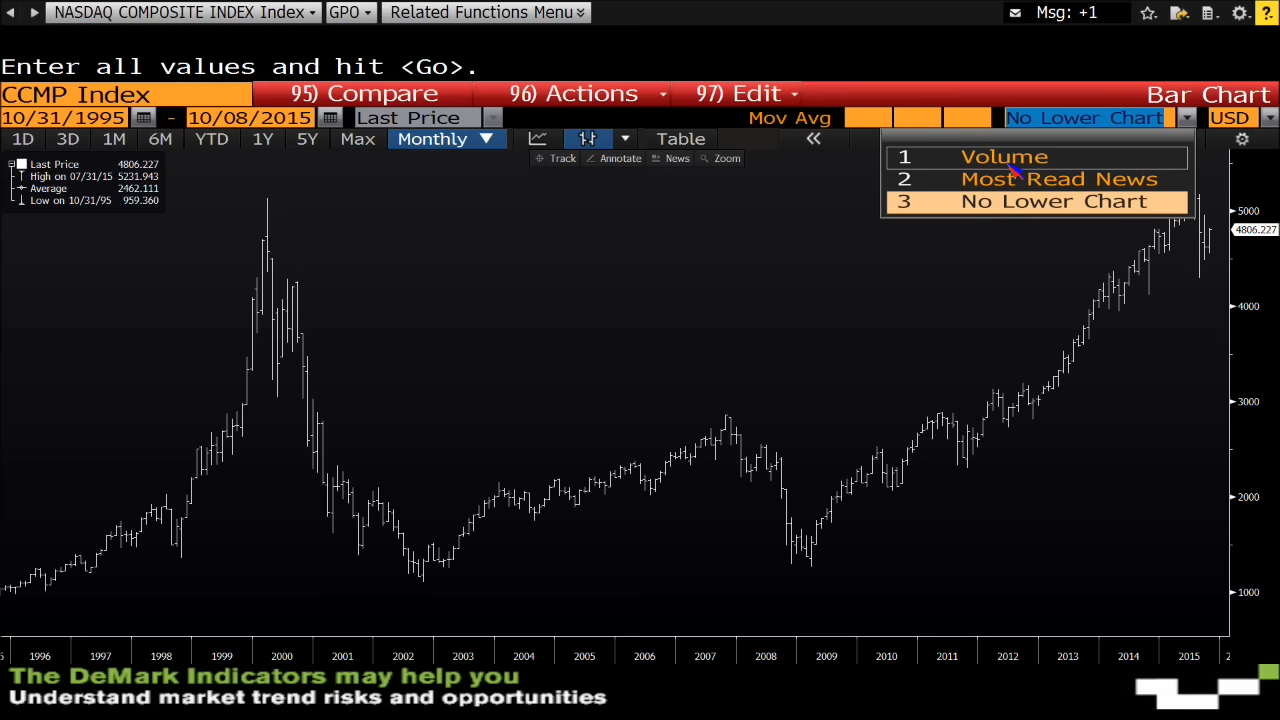 NASDAQ COMPOSITE INDEX Index GPO Related Functions Menu Msg: +1 ?
Enter all values and hit <Go>.
CCMP Index 95) Compare 96) Actions 97) Edit Bar Chart
10/31/1995 - 10/08/2015 Last Price Mov Avg No Lower Chart USD
1D 3D 1M 6M YTD 1Y 5Y Max Monthly Table
Track Annotate News Zoom
1 Volume
2 Most Read News
3 No Lower Chart
Last Price 4806.227
High on 07/31/15 5231.943
Average 2462.111
Low on 10/31/95 959.360
5000
4806.227
4000
3000
2000
1000
5 1996 1997 1998 1999 2000 2001 2002 2003 2004 2005 2006 2007 2008 2009 2010 2011 2012 2013 2014 2015 2
The DeMark Indicators may help you
Understand market trend risks and opportunities